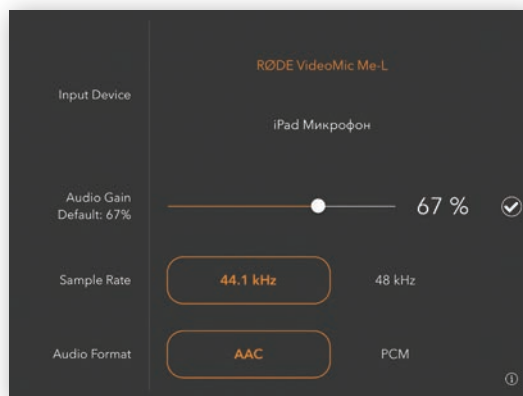 RØDE VideoMic Me-L
Input Device
iPad Микрофон
Audio Gain
Default: 67%
67 %
Sample Rate
44.1 kHz
48 kHz
Audio Format
AAC
PCM